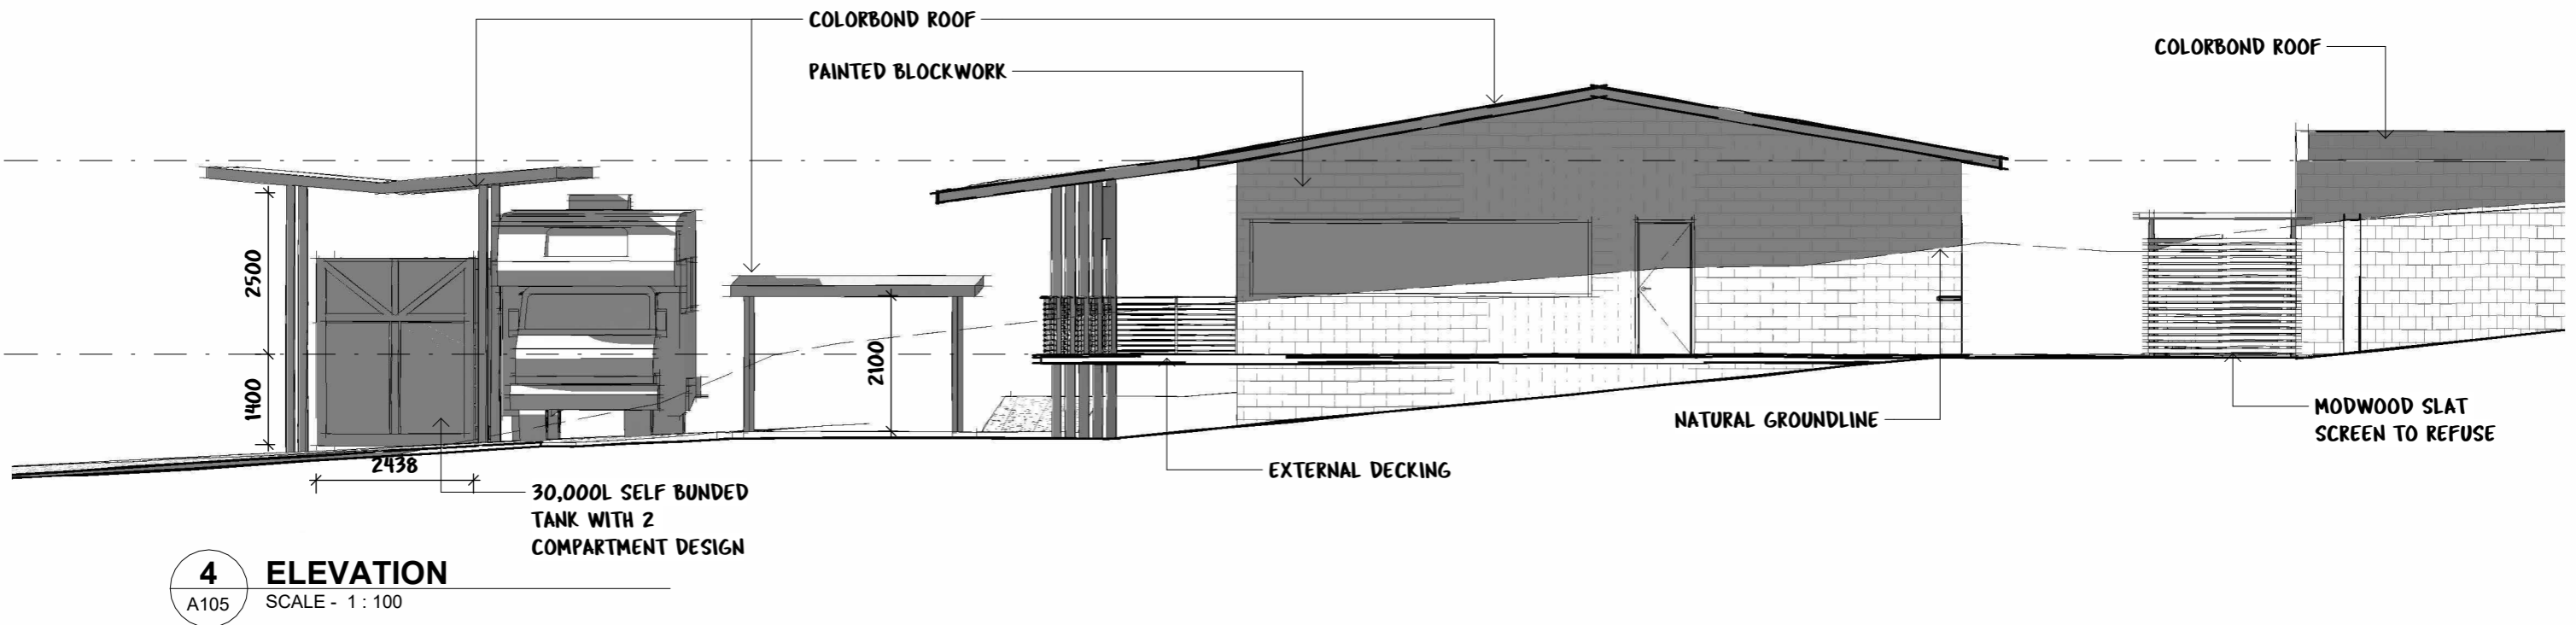 COLORBOND ROOF
PAINTED BLOCKWORK
COLORBOND ROOF
2500
1400
2100
2438
30,000L SELF BUNDED
TANK WITH 2
COMPARTMENT DESIGN
EXTERNAL DECKING
NATURAL GROUNDLINE
MODWOOD SLAT
SCREEN TO REFUSE
4
A105
ELEVATION
SCALE - 1 : 100